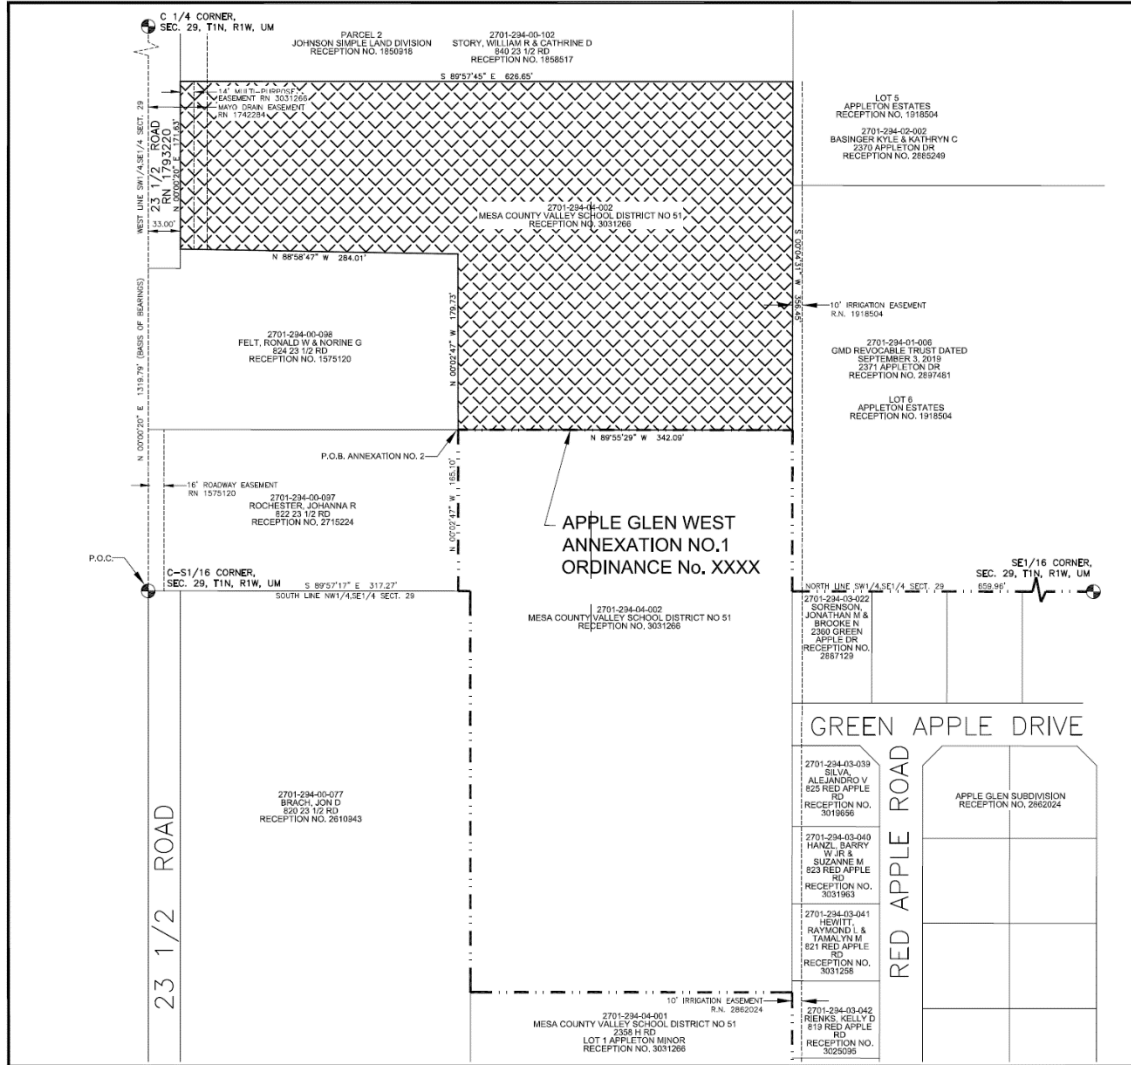 C 1/4 CORNER,
SEC. 29, T1N, R1W, UM
PARCEL 2
JOHNSON SIMPLE LAND DIVISION
RECEPTION NO. 1850918
2701-294-00-102
STORY, WILLIAM R & CATHRINE D
840 23 1/2 RD
RECEPTION NO. 1858517
S 89°57'45" E 626.65'
14' MULTI-PURPOSE
EASEMENT RN 3031266
MAYO DRAIN EASEMENT
RN 1742284
WEST LINE SW1/4,SE1/4 SECT. 29
23 1/2 ROAD
RN 1793220
N 00°00'20" E 171.63'
33.00'
LOT 5
APPLETON ESTATES
RECEPTION NO. 1918504
2701-294-02-002
BASINGER KYLE & KATHRYN C
2370 APPLETON DR
RECEPTION NO. 2885249
2701-294-04-002
MESA COUNTY VALLEY SCHOOL DISTRICT NO 51
RECEPTION NO. 3031266
N 88°58'47" W 284.01'
S 00°04'31" W 356.45'
10' IRRIGATION EASEMENT
R.N. 1918504
N 00°00'20" E 1319.79' (BASIS OF BEARINGS)
2701-294-00-098
FELT, RONALD W & NORINE G
824 23 1/2 RD
RECEPTION NO. 1575120
N 00°02'47" W 179.73'
2701-294-01-006
GMD REVOCABLE TRUST DATED
SEPTEMBER 3, 2019
2371 APPLETON DR
RECEPTION NO. 2897481
LOT 6
APPLETON ESTATES
RECEPTION NO. 1918504
N 89°55'29" W 342.09'
P.O.B. ANNEXATION NO. 2
16' ROADWAY EASEMENT
RN 1575120
2701-294-00-097
ROCHESTER, JOHANNA R
822 23 1/2 RD
RECEPTION NO. 2715224
N 00°02'47" W 165.10'
APPLE GLEN WEST
ANNEXATION NO.1
ORDINANCE No. XXXX
P.O.C.
C-S1/16 CORNER,
SEC. 29, T1N, R1W, UM
S 89°57'17" E 317.27'
SOUTH LINE NW1/4,SE1/4 SECT. 29
SE1/16 CORNER,
SEC. 29, T1N, R1W, UM
NORTH LINE SW1/4,SE1/4 SECT. 29 659.96'
2701-294-04-002
MESA COUNTY VALLEY SCHOOL DISTRICT NO 51
RECEPTION NO. 3031266
2701-294-03-022
SORENSON,
JONATHAN M &
BROOKE N
2360 GREEN
APPLE DR
RECEPTION NO.
2887129
GREEN APPLE DRIVE
RED APPLE ROAD
2701-294-00-077
BRACH, JON D
820 23 1/2 RD
RECEPTION NO. 2610943
23 1/2 ROAD
2701-294-03-039
SILVA,
ALEJANDRO V
825 RED APPLE
RD
RECEPTION NO.
3019656
APPLE GLEN SUBDIVISION
RECEPTION NO. 2862024
2701-294-03-040
HANZL, BARRY
W JR &
SUZANNE M
823 RED APPLE
RD
RECEPTION NO.
3031963
2701-294-03-041
HEWITT,
RAYMOND L &
TAMALYN M
821 RED APPLE
RD
RECEPTION NO.
3031258
10' IRRIGATION EASEMENT
R.N. 2862024
2701-294-04-001
MESA COUNTY VALLEY SCHOOL DISTRICT NO 51
2358 H RD
LOT 1 APPLETON MINOR
RECEPTION NO. 3031266
2701-294-03-042
RIENKS, KELLY D
819 RED APPLE
RD
RECEPTION NO.
3025095